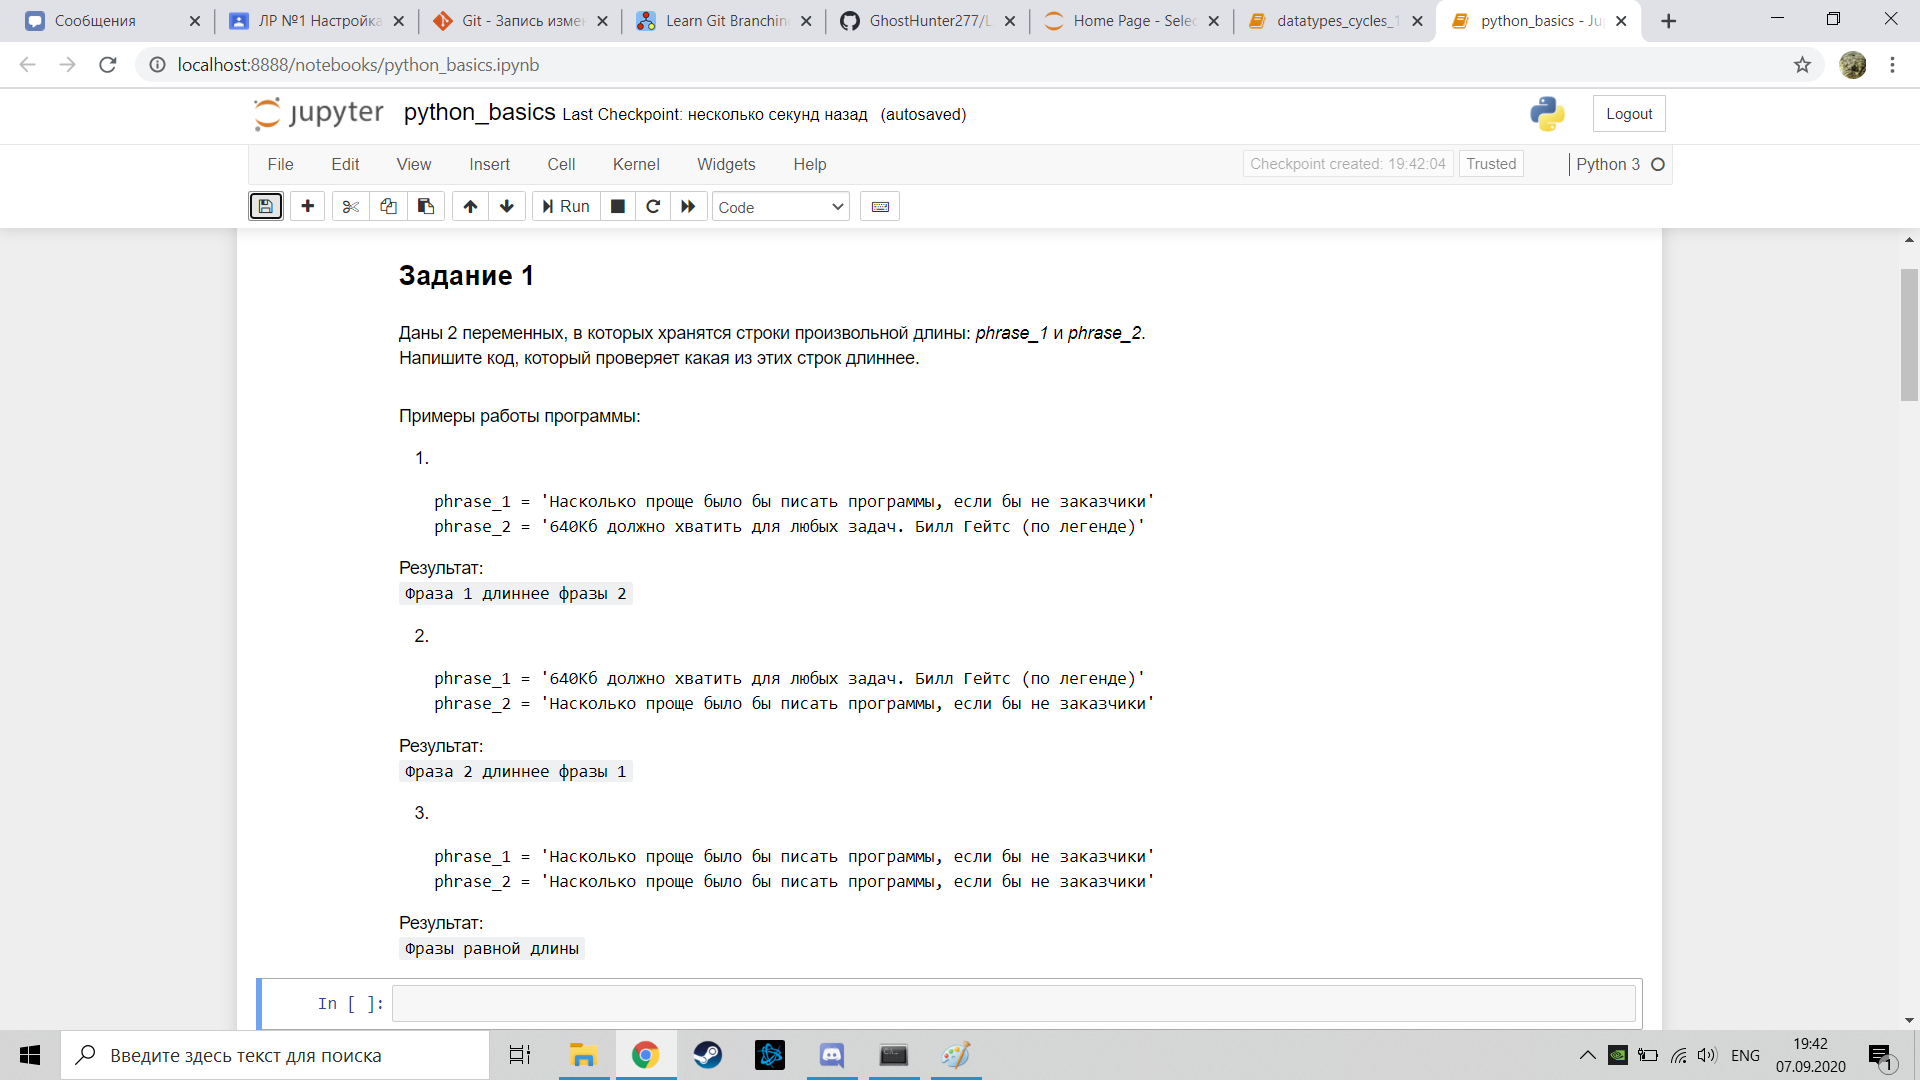 Сообщения
ЛР №1 Настройка
Git - Запись измен
Learn Git Branchin
GhostHunter277/L
Home Page - Selec
datatypes_cycles_1
python_basics - Ju
localhost:8888/notebooks/python_basics.ipynb
jupyter python_basics Last Checkpoint: несколько секунд назад (autosaved)
Logout
File Edit View Insert Cell Kernel Widgets Help
Checkpoint created: 19:42:04 Trusted Python 3
Run Code
Задание 1
Даны 2 переменных, в которых хранятся строки произвольной длины: phrase_1 и phrase_2.
Напишите код, который проверяет какая из этих строк длиннее.
Примеры работы программы:
1.
phrase_1 = 'Насколько проще было бы писать программы, если бы не заказчики'
phrase_2 = '640Кб должно хватить для любых задач. Билл Гейтс (по легенде)'
Результат:
Фраза 1 длиннее фразы 2
2.
phrase_1 = '640Кб должно хватить для любых задач. Билл Гейтс (по легенде)'
phrase_2 = 'Насколько проще было бы писать программы, если бы не заказчики'
Результат:
Фраза 2 длиннее фразы 1
3.
phrase_1 = 'Насколько проще было бы писать программы, если бы не заказчики'
phrase_2 = 'Насколько проще было бы писать программы, если бы не заказчики'
Результат:
Фразы равной длины
In [ ]:
Введите здесь текст для поиска
ENG
19:42
07.09.2020
1